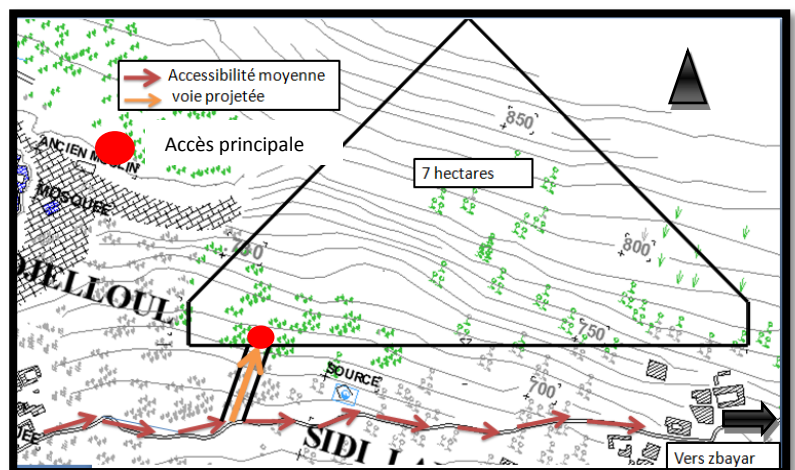 Accessibilité moyenne
voie projetée
Accès principale
850
ANCIEN MOULIN
7 hectares
MOSQUEE
750
800
DJELLOUL
750
SOURCE
700
SIDI LA
Vers zbayar